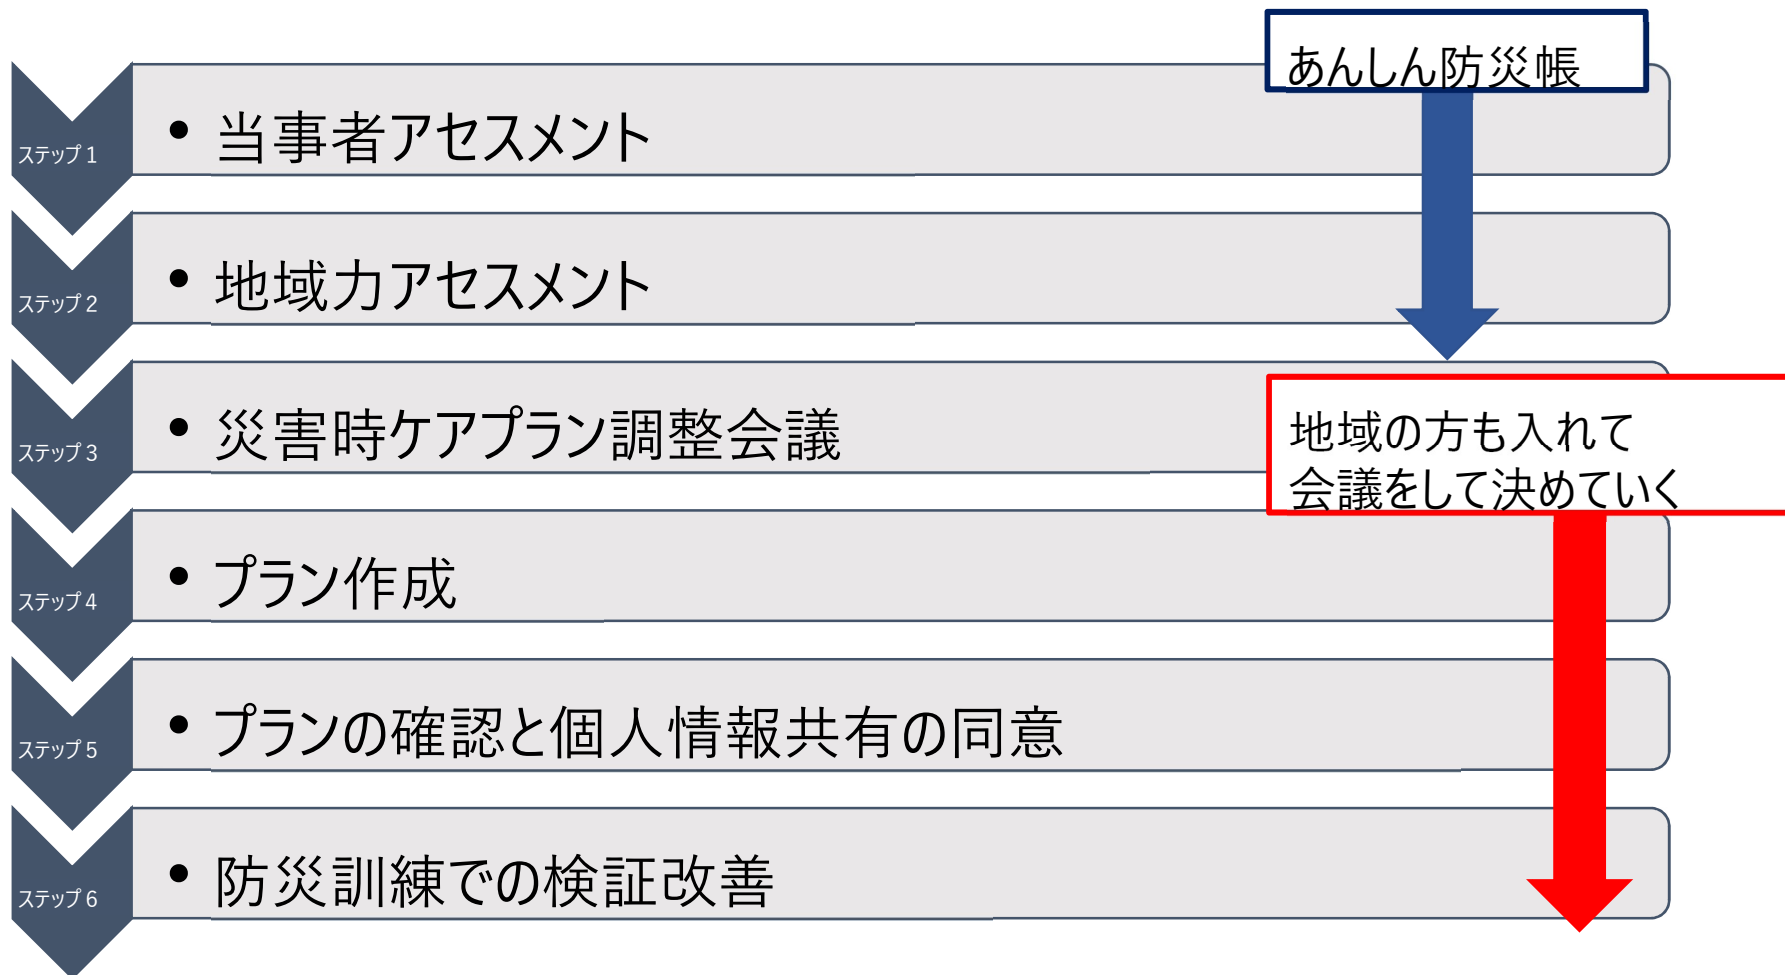 あんしん防災帳
ステップ 1
• 当事者アセスメント
ステップ 2
• 地域力アセスメント
ステップ 3
• 災害時ケアプラン調整会議
地域の方も入れて
会議をして決めていく
ステップ 4
• プラン作成
ステップ 5
• プランの確認と個人情報共有の同意
ステップ 6
• 防災訓練での検証改善